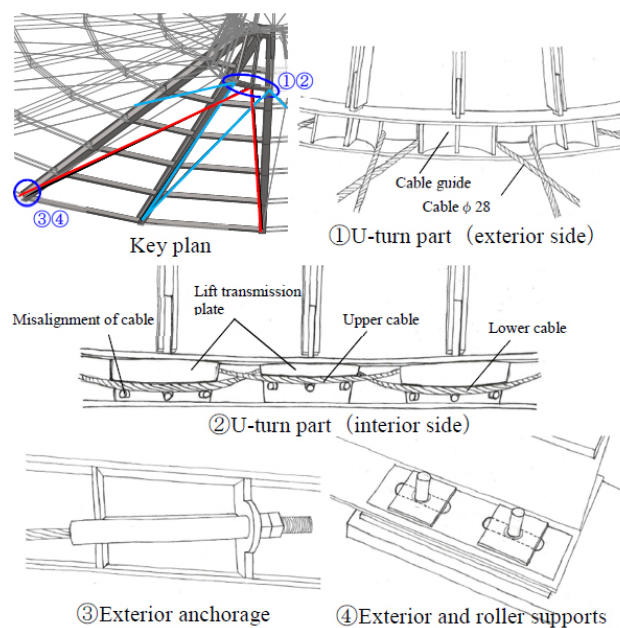 ①②
③④
Key plan
Cable guide
Cable ϕ 28
①U-turn part（exterior side）
Lift transmission
plate
Misalignment of cable
Upper cable
Lower cable
②U-turn part（interior side）
③Exterior anchorage
④Exterior and roller supports